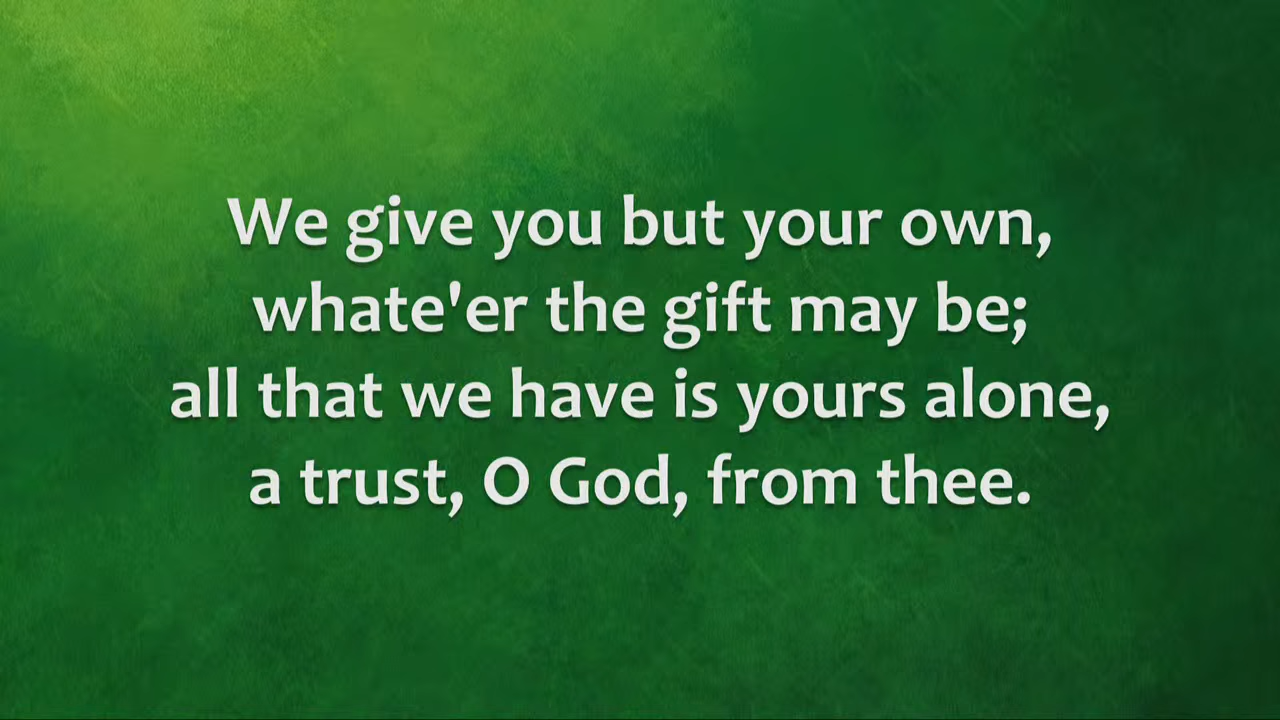 We give you but your own,
whate'er the gift may be;
all that we have is yours alone,
a trust, O God, from thee.